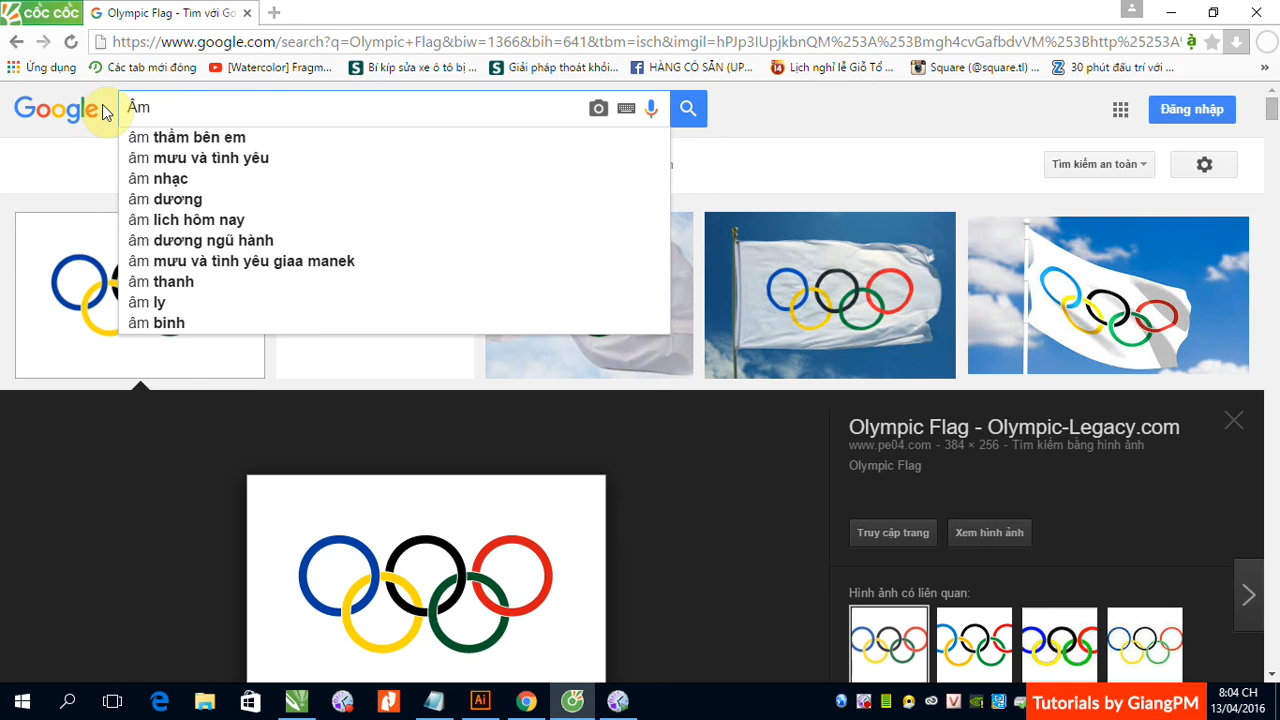 cốc cốc
Olympic Flag - Tìm với Go
https://www.google.com/search?q=Olympic+Flag&biw=1366&bih=641&tbm=isch&imgil=hPJp3IUpjkbnQM%253A%253Bmgh4cvGafbdvVM%253Bhttp%25253A%
Ứng dụng
Các tab mới đóng
[Watercolor] Fragm...
Bí kíp sửa xe ô tô bị ...
Giải pháp thoát khỏi...
HÀNG CÓ SẴN (UP...
Lịch nghỉ lễ Giỗ Tổ ...
Square (@square.tl) ...
30 phút đấu trí với...
Google
Âm
Đăng nhập
âm thầm bên em
âm mưu và tình yêu
âm nhạc
âm dương
âm lich hôm nay
âm dương ngũ hành
âm mưu và tình yêu giaa manek
âm thanh
âm ly
âm binh
Tìm kiếm an toàn
Olympic Flag - Olympic-Legacy.com
www.pe04.com - 384 × 256 - Tìm kiếm bằng hình ảnh
Olympic Flag
Truy cập trang
Xem hình ảnh
Hình ảnh có liên quan:
8:04 CH
13/04/2016
Tutorials by GiangPM